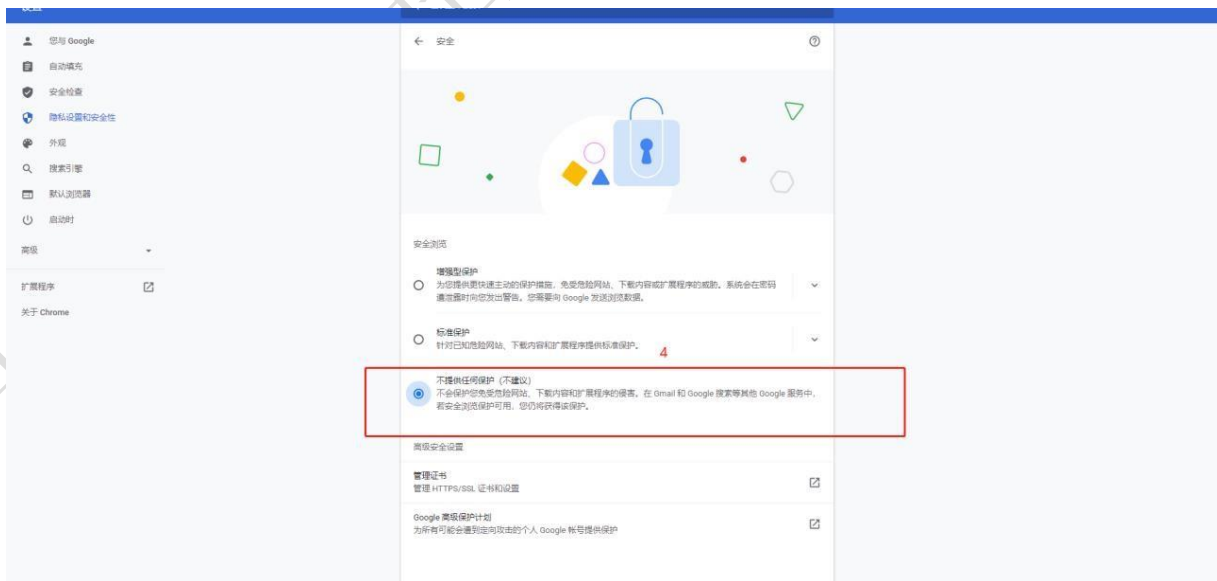 设置
您与 Google
自动填充
安全检查
隐私设置和安全性
外观
搜索引擎
默认浏览器
启动时
高级
扩展程序
关于 Chrome
安全
安全浏览
增强型保护
为您提供更快速主动的保护措施，免受危险网站、下载内容或扩展程序的威胁。系统会在密码
遭泄露时向您发出警告。您需要向 Google 发送浏览数据。
标准保护
针对已知危险网站、下载内容和扩展程序提供标准保护。
4
不提供任何保护（不建议）
不会保护您免受危险网站、下载内容和扩展程序的侵害。在 Gmail 和 Google 搜索等其他 Google 服务中，
若安全浏览保护可用，您仍将获得该保护。
高级安全设置
管理证书
管理 HTTPS/SSL 证书和设置
Google 高级保护计划
为所有可能会遭到定向攻击的个人 Google 帐号提供保护